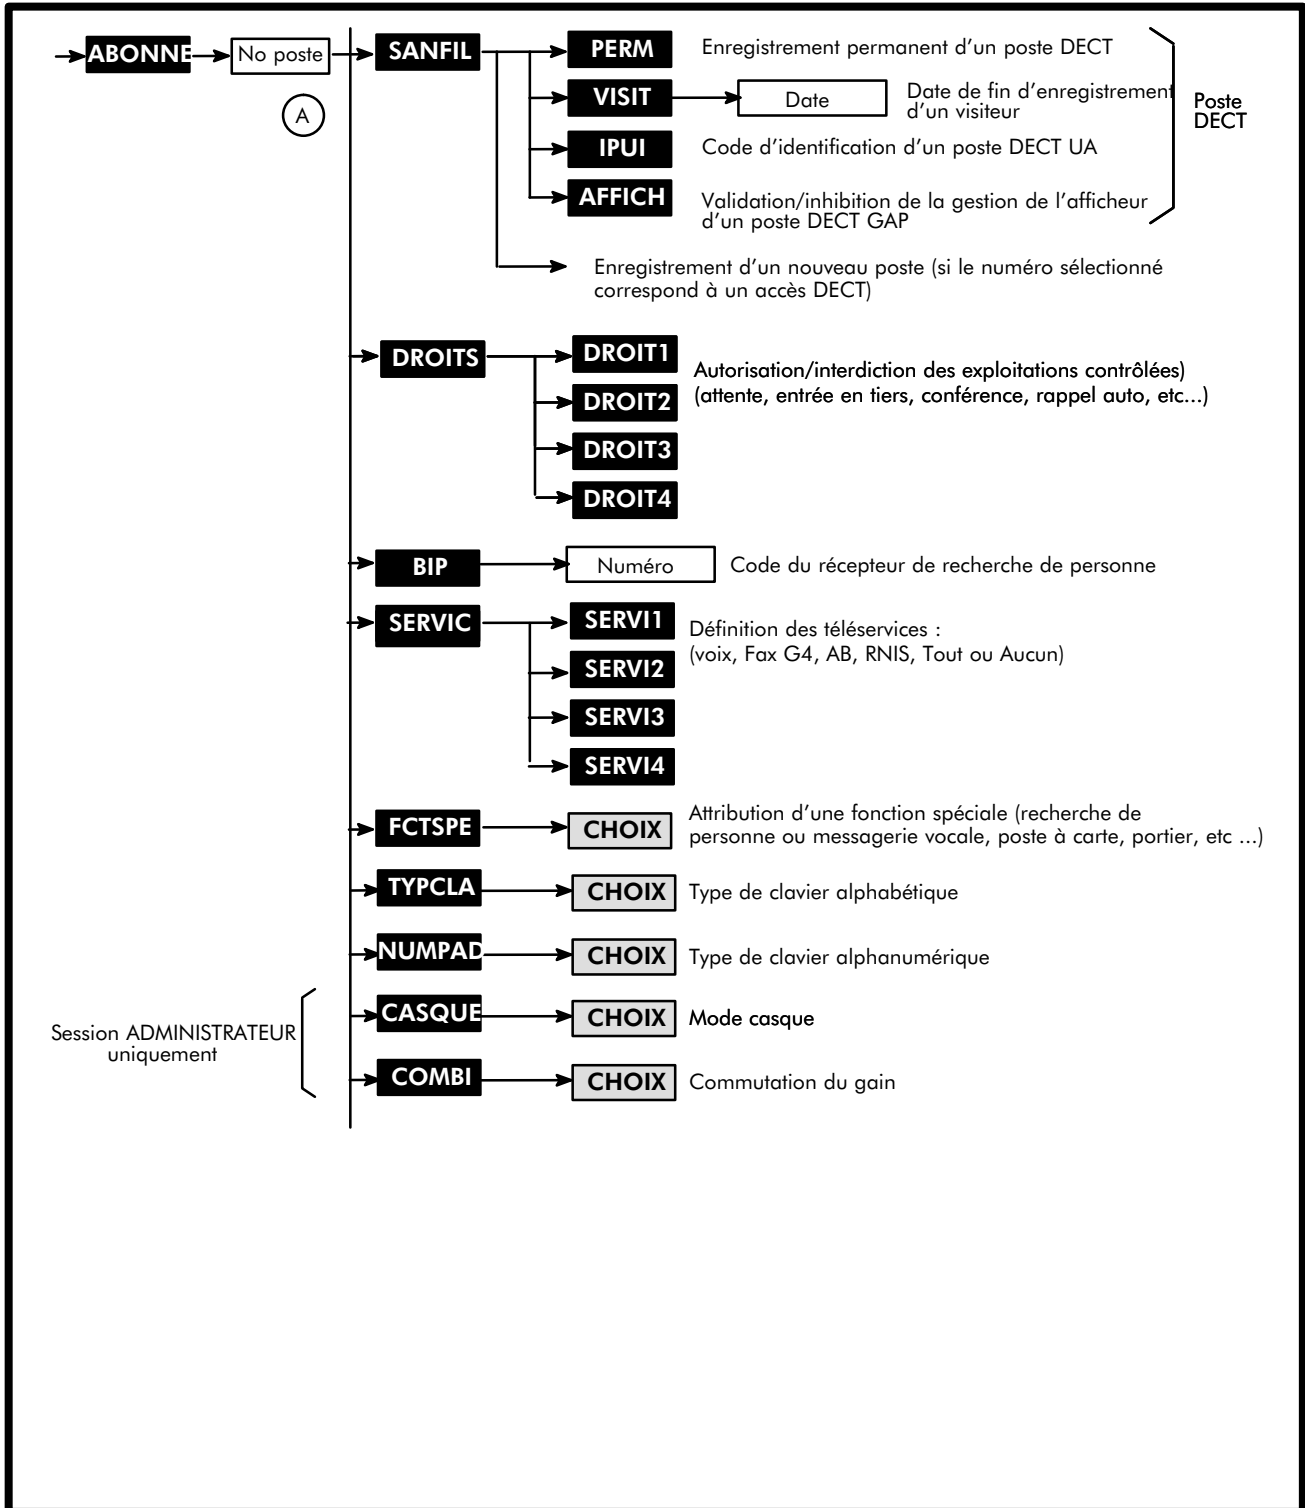 ABONNE
No poste
SANFIL
PERM
Enregistrement permanent d’un poste DECT
A
VISIT
Date
Date de fin d’enregistrement
d’un visiteur
Poste
DECT
IPUI
Code d’identification d’un poste DECT UA
AFFICH
Validation/inhibition de la gestion de l’afficheur
d’un poste DECT GAP
Enregistrement d’un nouveau poste (si le numéro sélectionné
correspond à un accès DECT)
DROITS
DROIT1
Autorisation/interdiction des exploitations contrôlées)
(attente, entrée en tiers, conférence, rappel auto, etc...)
DROIT2
DROIT3
DROIT4
BIP
Numéro
Code du récepteur de recherche de personne
SERVIC
SERVI1
Définition des téléservices :
(voix, Fax G4, AB, RNIS, Tout ou Aucun)
SERVI2
SERVI3
SERVI4
FCTSPE
CHOIX
Attribution d’une fonction spéciale (recherche de
personne ou messagerie vocale, poste à carte, portier, etc ...)
TYPCLA
CHOIX
Type de clavier alphabétique
NUMPAD
CHOIX
Type de clavier alphanumérique
Session ADMINISTRATEUR
uniquement
CASQUE
CHOIX
Mode casque
COMBI
CHOIX
Commutation du gain